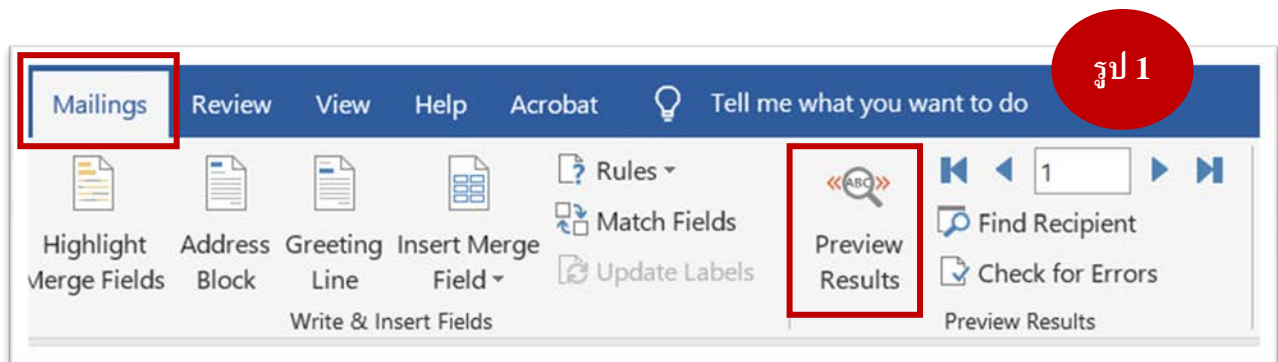 รูป 1
Mailings Review View Help Acrobat Tell me what you want to do
Highlight Merge Fields
Address Block
Greeting Line
Insert Merge Field
Rules
Match Fields
Update Labels
Write & Insert Fields
«ABC»
Preview Results
1
Find Recipient
Check for Errors
Preview Results